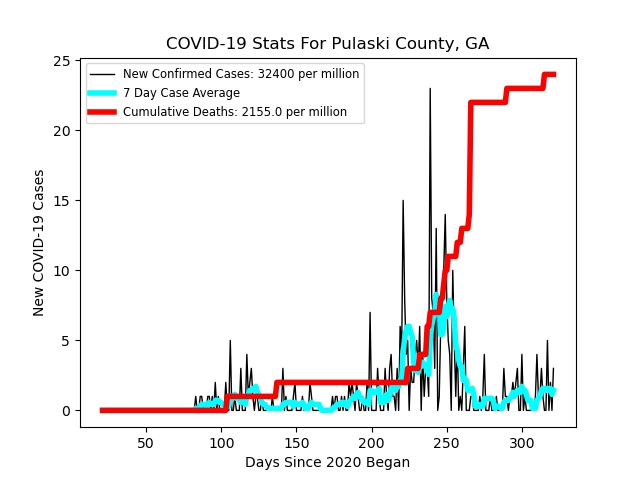 COVID-19 Stats For Pulaski County, GA
New Confirmed Cases: 32400 per million
7 Day Case Average
Cumulative Deaths: 2155.0 per million
New COVID-19 Cases
25
20
15
10
5
0
50 100 150 200 250 300
Days Since 2020 Began